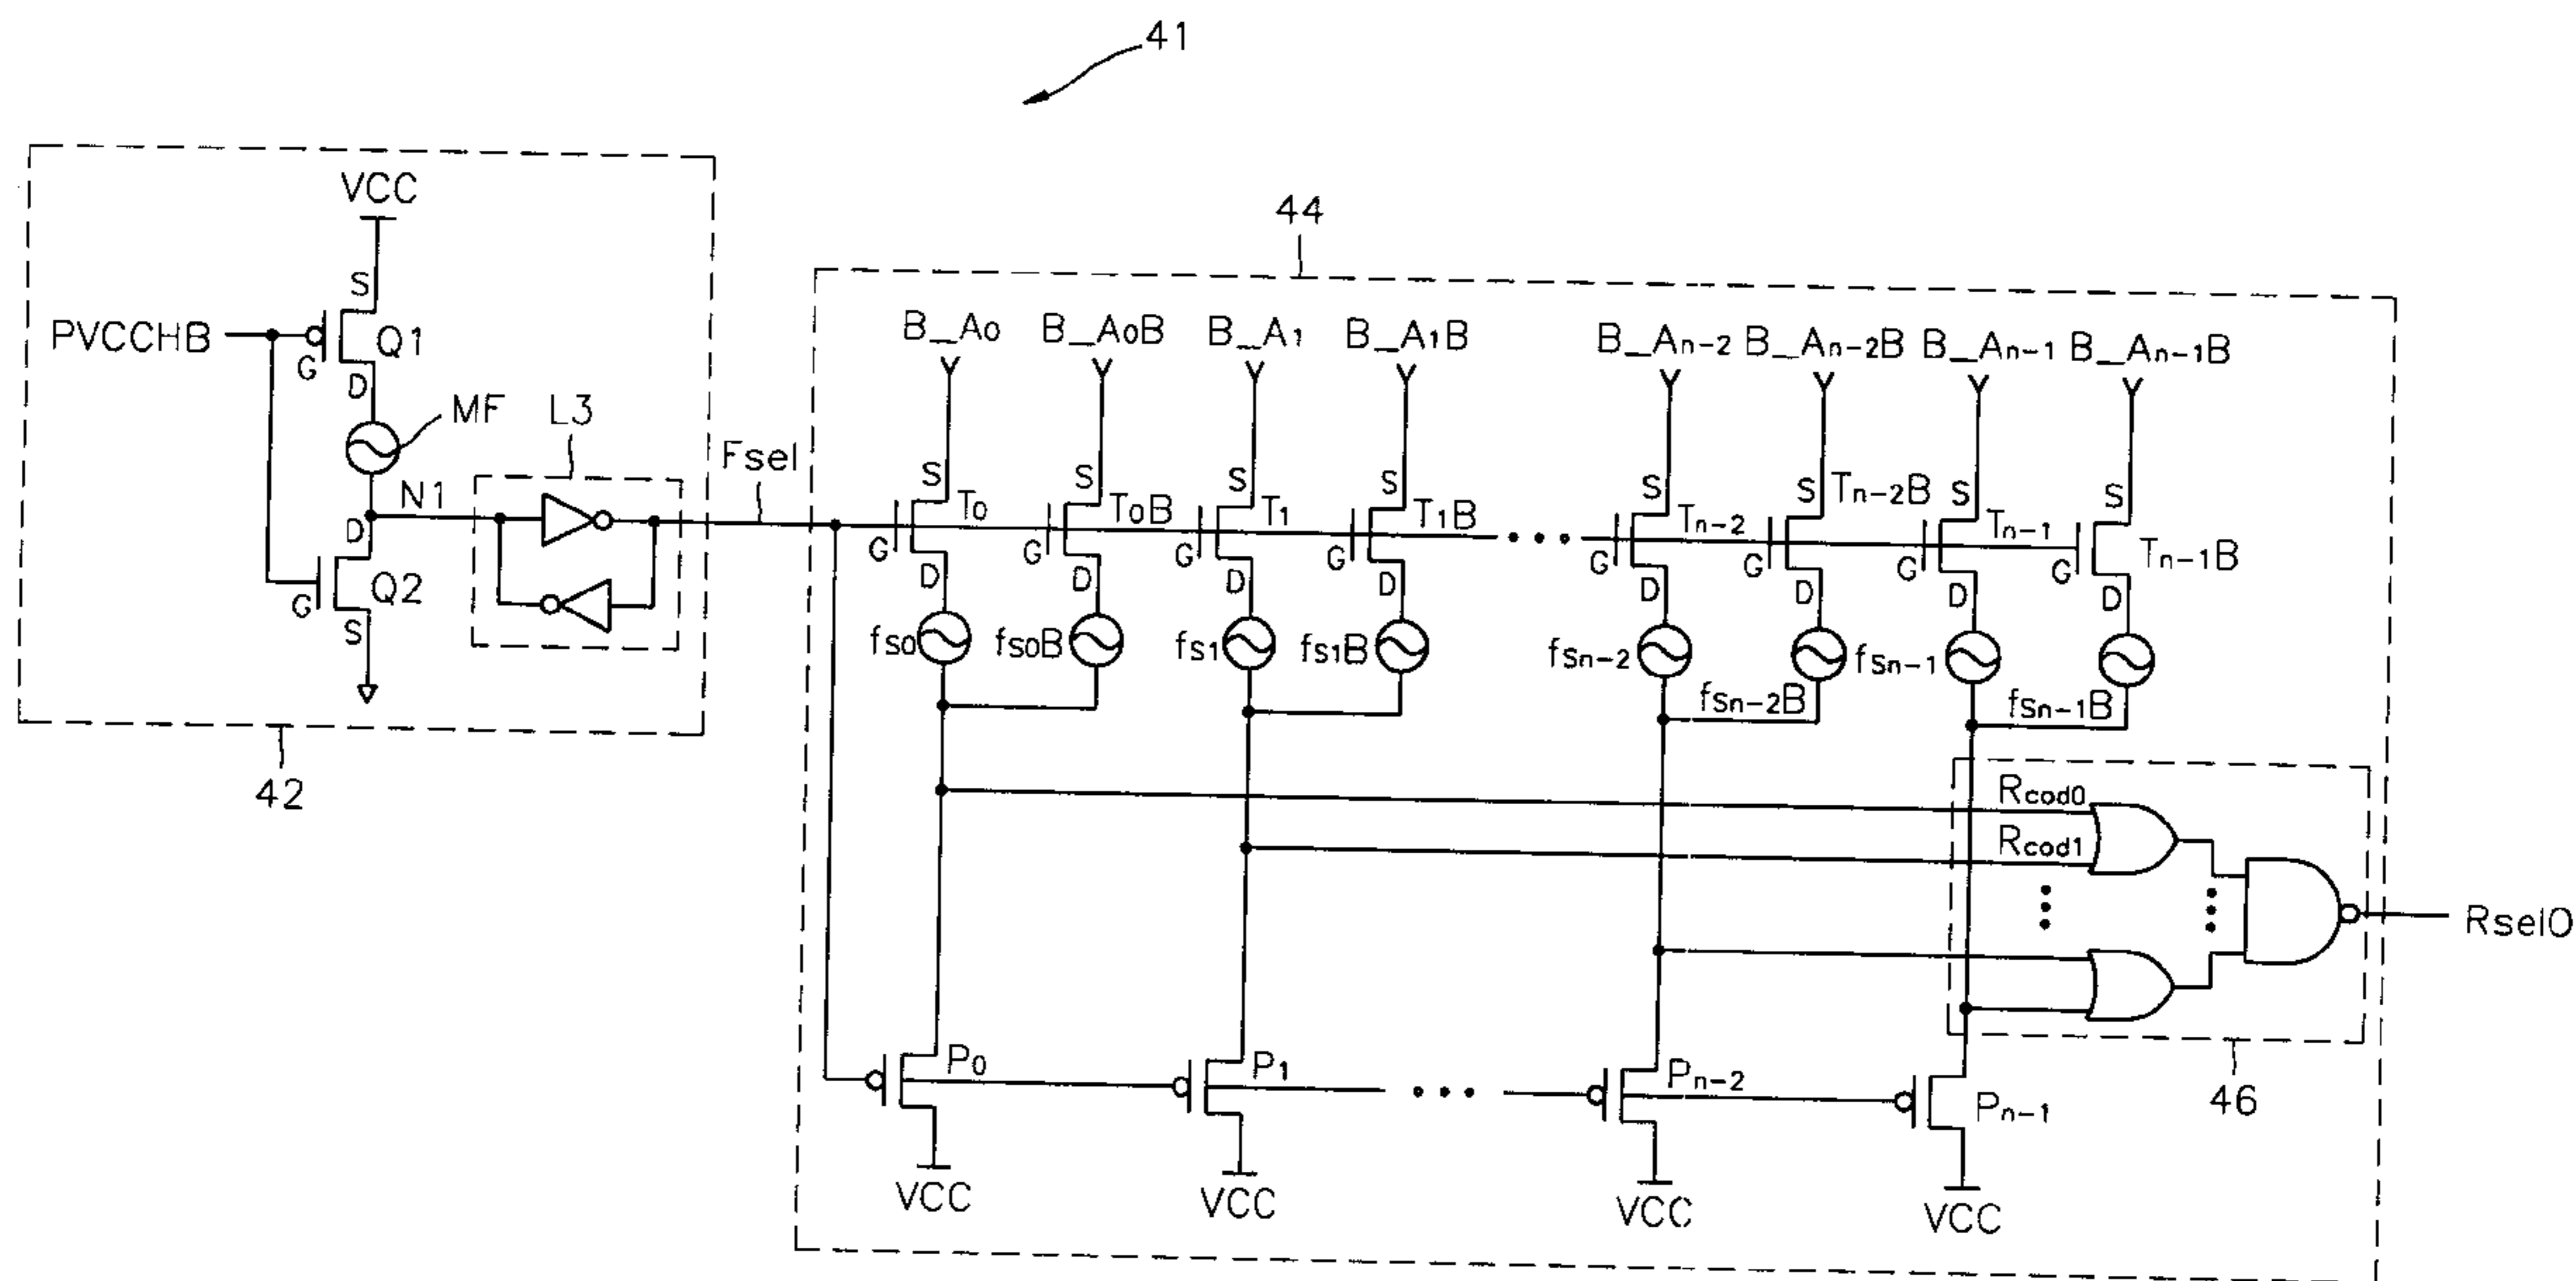 41
VCC
S
PVCCHB
G
Q1
D
MF
L3
N1
D
G
Q2
S
42
Fsel
44
B_A0
B_A0B
B_A1
B_A1B
B_An-2
B_An-2B
B_An-1
B_An-1B
S
T0
G
D
S
T0B
G
D
S
T1
G
D
S
T1B
G
D
S
Tn-2
G
D
S
Tn-2B
G
D
S
Tn-1
G
D
S
Tn-1B
G
D
fS0
fS0B
fS1
fS1B
fSn-2
fSn-2B
fSn-1
fSn-1B
Rcod0
Rcod1
RselO
46
P0
P1
Pn-2
Pn-1
VCC
VCC
VCC
VCC